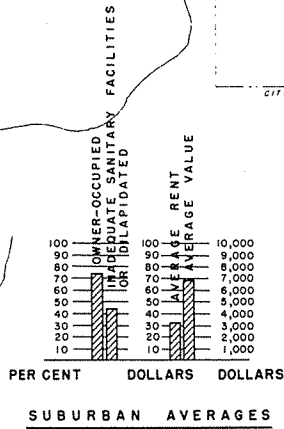 CIT
OWNER-OCCUPIED
INADEQUATE SANITARY FACILITIES
OR DILAPIDATED
AVERAGE RENT
AVERAGE VALUE
100 100 10,000
90 90 9,000
80 80 8,000
70 70 7,000
60 60 6,000
50 50 5,000
40 40 4,000
30 30 3,000
20 20 2,000
10 10 1,000
PER CENT DOLLARS DOLLARS
SUBURBAN AVERAGES